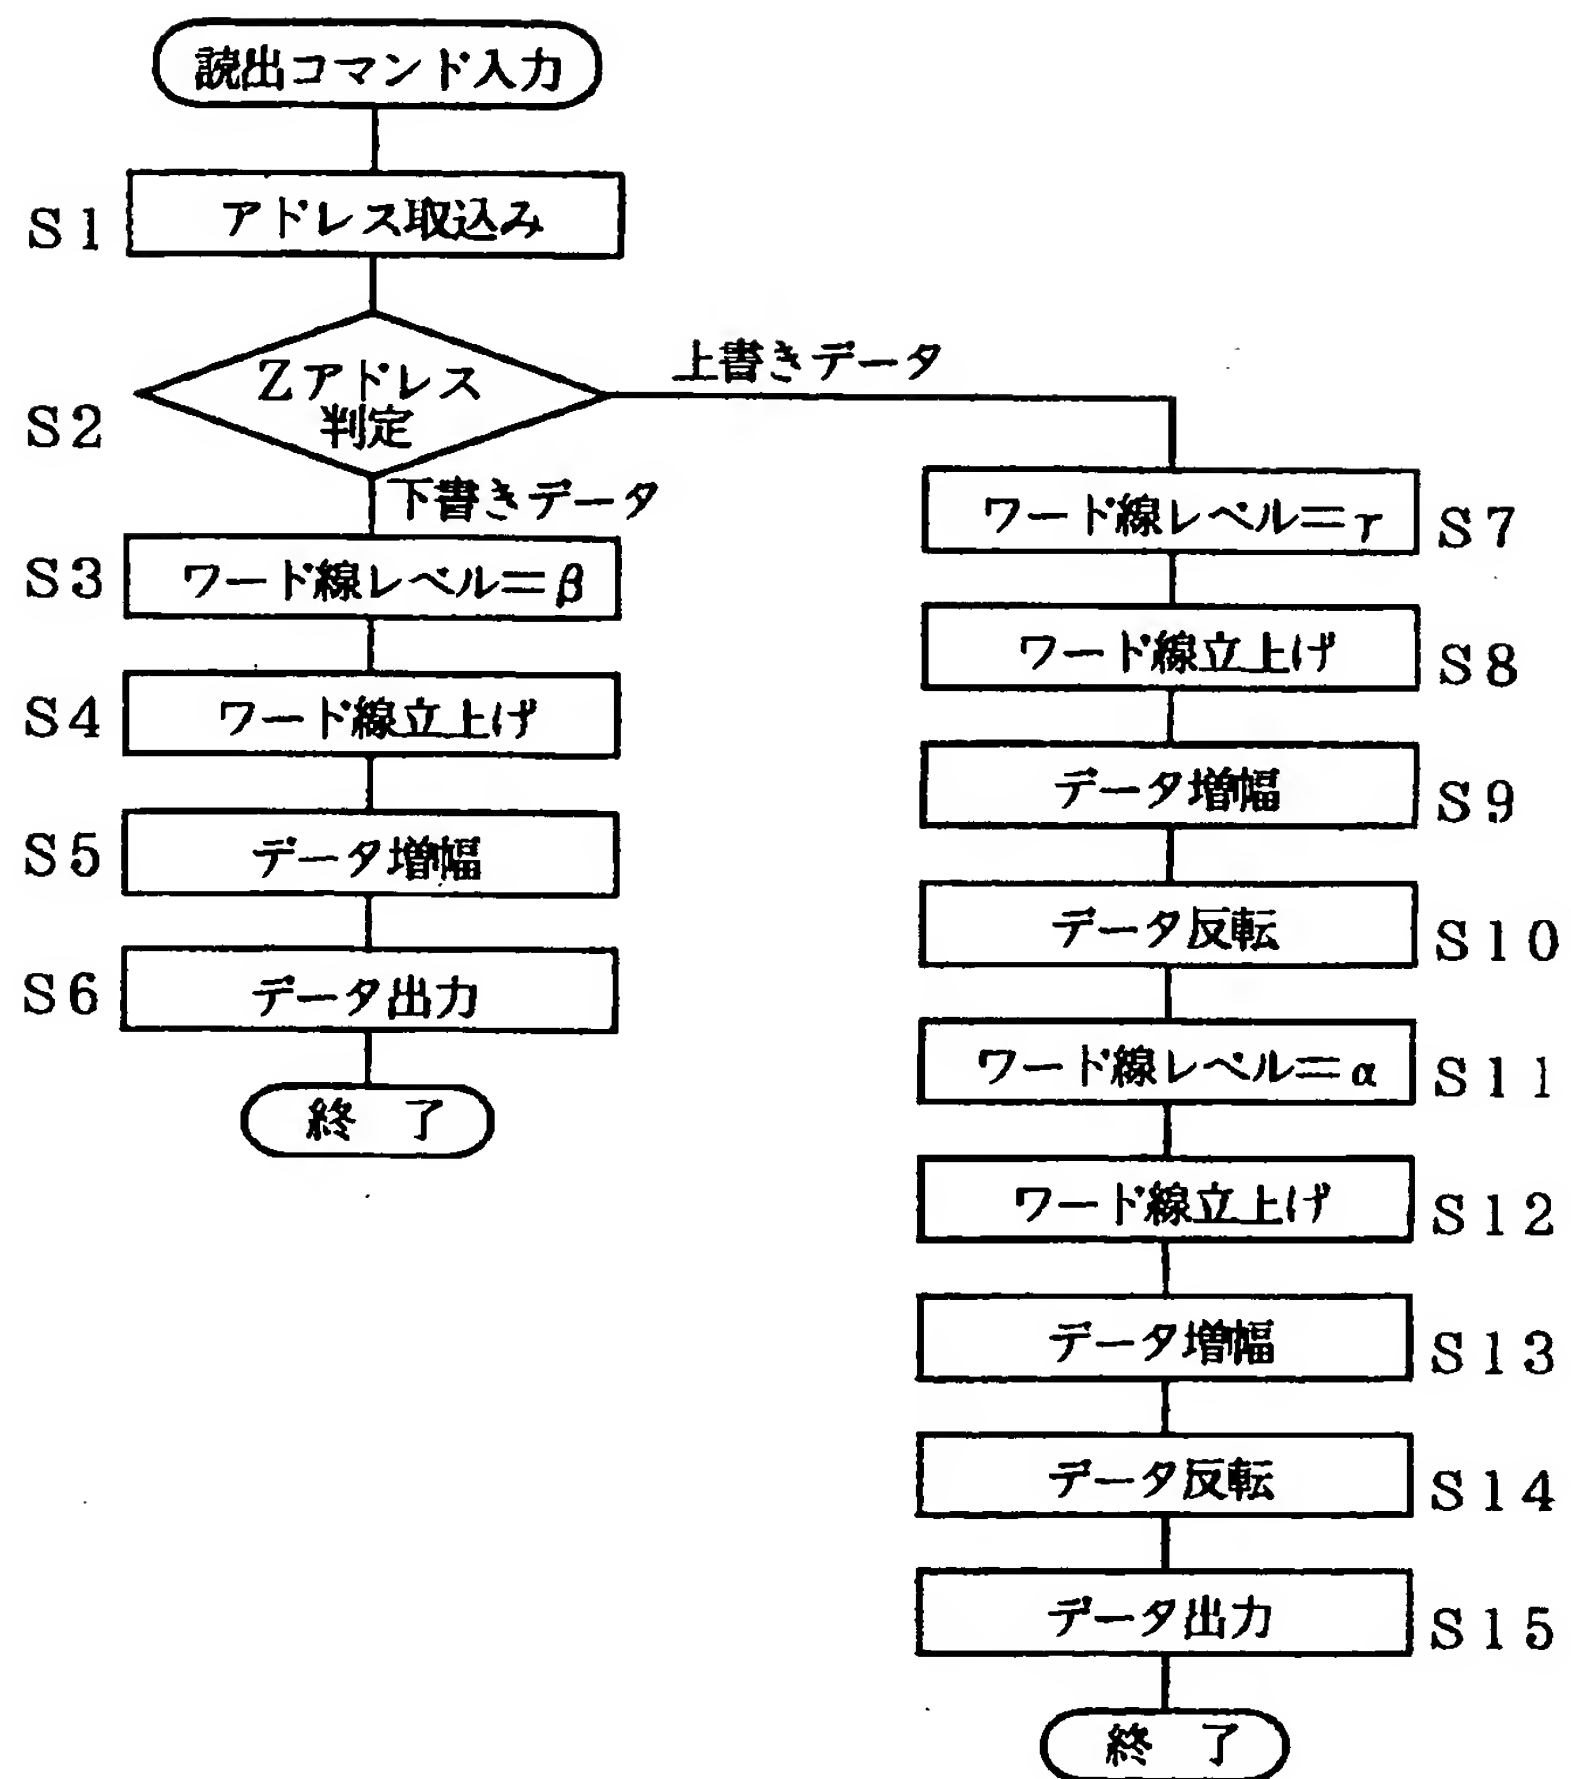 読出コマンド入力
S1
アドレス取込み
S2
Zアドレス
判定
上書きデータ
下書きデータ
S3
ワード線レベル=β
S4
ワード線立上げ
S5
データ増幅
S6
データ出力
終 了
ワード線レベル=γ
S7
ワード線立上げ
S8
データ増幅
S9
データ反転
S10
ワード線レベル=α
S11
ワード線立上げ
S12
データ増幅
S13
データ反転
S14
データ出力
S15
終 了